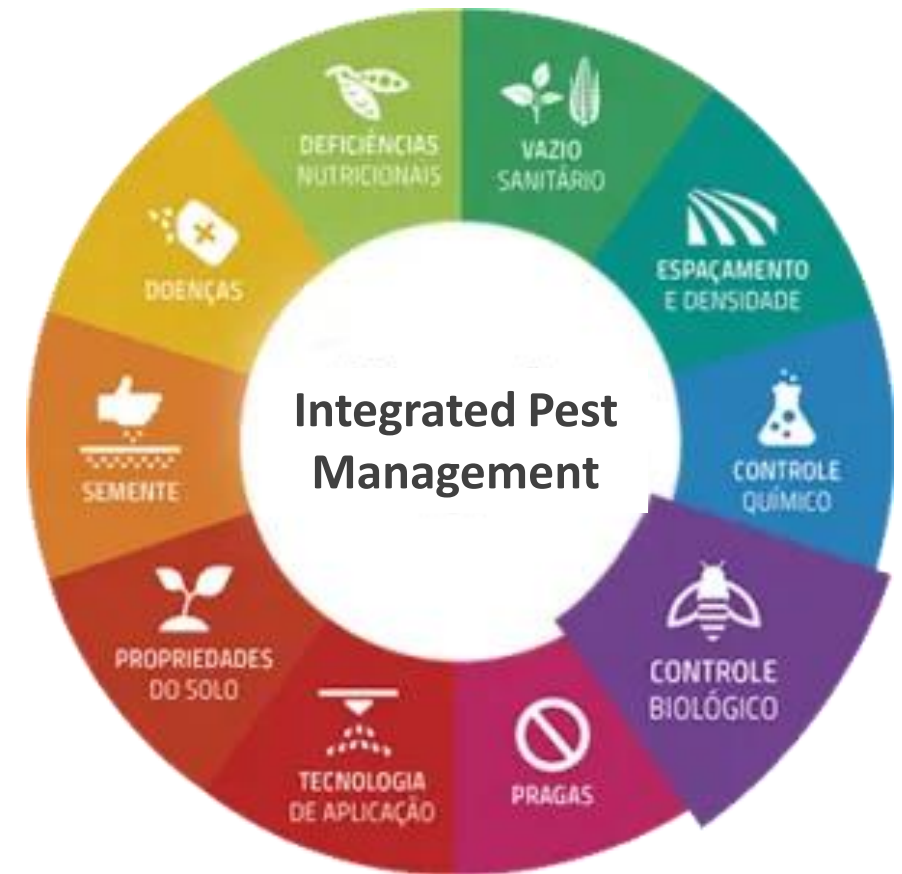 DEFICIÊNCIAS
NUTRICIONAIS
VAZIO
SANITÁRIO
ESPAÇAMENTO
E DENSIDADE
CONTROLE
QUÍMICO
CONTROLE
BIOLÓGICO
PRAGAS
TECNOLOGIA
DE APLICAÇÃO
PROPRIEDADES
DO SOLO
SEMENTE
DOENÇAS
Integrated Pest
Management